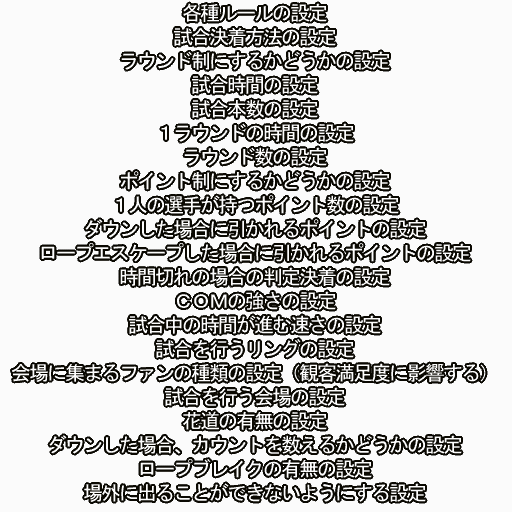 各種ルールの設定
試合決着方法の設定
ラウンド制にするかどうかの設定
試合時間の設定
試合本数の設定
１ラウンドの時間の設定
ラウンド数の設定
ポイント制にするかどうかの設定
１人の選手が持つポイント数の設定
ダウンした場合に引かれるポイントの設定
ロープエスケープした場合に引かれるポイントの設定
時間切れの場合の判定決着の設定
ＣＯＭの強さの設定
試合中の時間が進む速さの設定
試合を行うリングの設定
会場に集まるファンの種類の設定（観客満足度に影響する）
試合を行う会場の設定
花道の有無の設定
ダウンした場合、カウントを数えるかどうかの設定
ロープブレイクの有無の設定
場外に出ることができないようにする設定